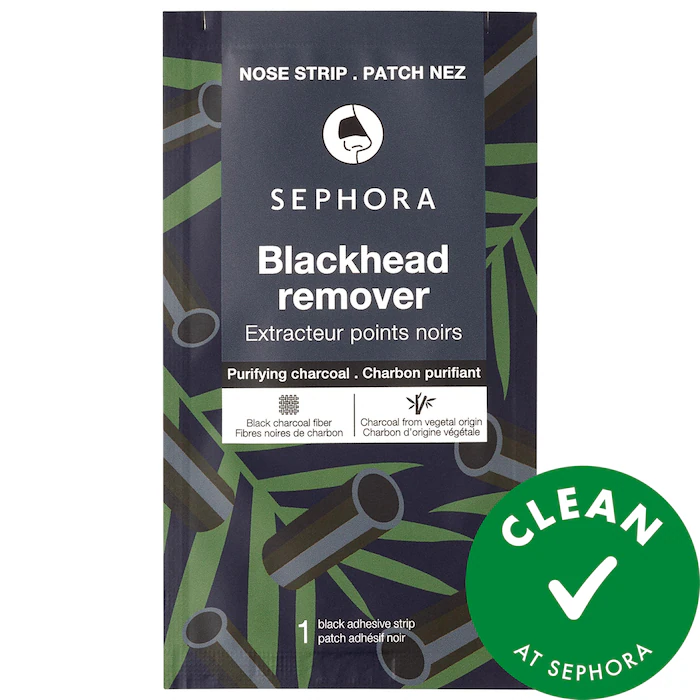 NOSE STRIP . PATCH NEZ
SEPHORA
Blackhead
remover
Extracteur points noirs
Purifying charcoal . Charbon purifiant
Black charcoal fiber
Fibres noires de charbon
Charcoal from vegetal origin
Charbon d'origine végétale
1 black adhesive strip
patch adhésif noir
CLEAN
AT SEPHORA